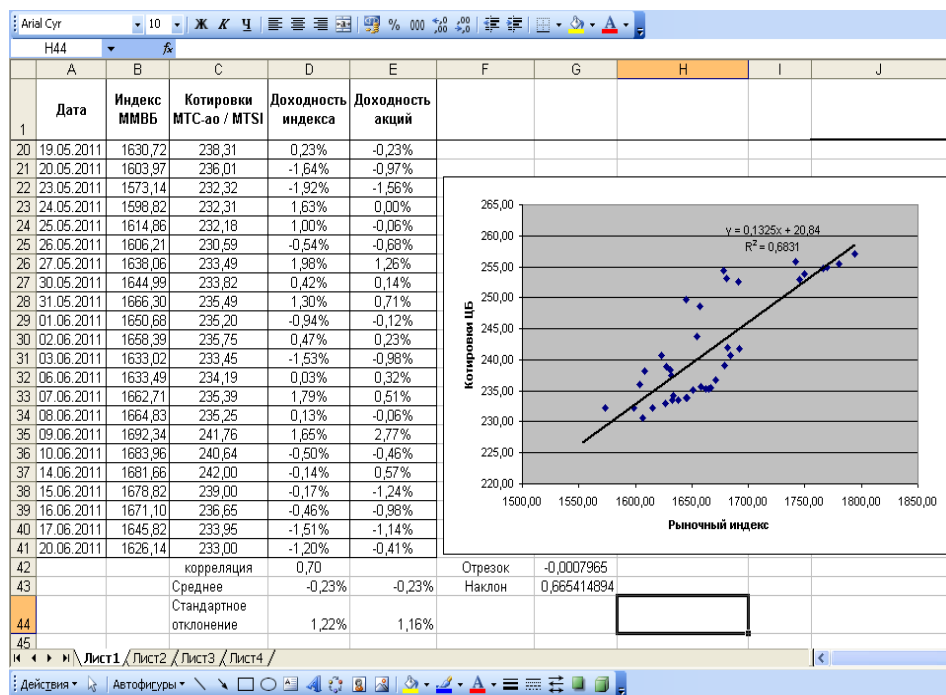 Arial Cyr 10 Ж К Ч % 000
H44 fx
A B C D E F G H I J
1 Дата Индекс ММВБ Котировки МТС-ао / MTSI Доходность индекса Доходность акций
20 19.05.2011 1630,72 238,31 0,23% -0,23%
21 20.05.2011 1603,97 236,01 -1,64% -0,97%
22 23.05.2011 1573,14 232,32 -1,92% -1,56%
23 24.05.2011 1598,82 232,31 1,63% 0,00%
24 25.05.2011 1614,86 232,18 1,00% -0,06%
25 26.05.2011 1606,21 230,59 -0,54% -0,68%
26 27.05.2011 1638,06 233,49 1,98% 1,26%
27 30.05.2011 1644,99 233,82 0,42% 0,14%
28 31.05.2011 1666,30 235,49 1,30% 0,71%
29 01.06.2011 1650,68 235,20 -0,94% -0,12%
30 02.06.2011 1658,39 235,75 0,47% 0,23%
31 03.06.2011 1633,02 233,45 -1,53% -0,98%
32 06.06.2011 1633,49 234,19 0,03% 0,32%
33 07.06.2011 1662,71 235,39 1,79% 0,51%
34 08.06.2011 1664,83 235,25 0,13% -0,06%
35 09.06.2011 1692,34 241,76 1,65% 2,77%
36 10.06.2011 1683,96 240,64 -0,50% -0,46%
37 14.06.2011 1681,66 242,00 -0,14% 0,57%
38 15.06.2011 1678,82 239,00 -0,17% -1,24%
39 16.06.2011 1671,10 236,65 -0,46% -0,98%
40 17.06.2011 1645,82 233,95 -1,51% -1,14%
41 20.06.2011 1626,14 233,00 -1,20% -0,41%
42 корреляция 0,70 Отрезок -0,0007965
43 Среднее -0,23% -0,23% Наклон 0,665414894
44 Стандартное отклонение 1,22% 1,16%
45
265,00
260,00
255,00
250,00
245,00
240,00
235,00
230,00
225,00
220,00
Котировки ЦБ
y = 0,1325x + 20,84
R² = 0,6831
1500,00 1550,00 1600,00 1650,00 1700,00 1750,00 1800,00 1850,00
Рыночный индекс
Лист1 Лист2 Лист3 Лист4
Действия Автофигуры